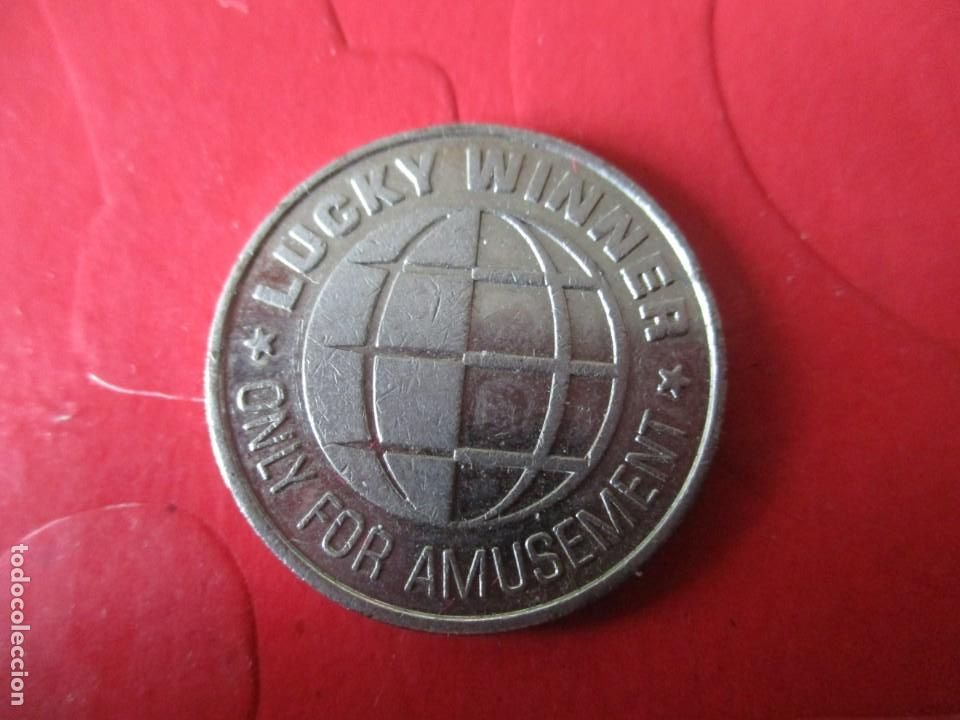 LUCKY WINNER
★ ONLY FOR AMUSEMENT ★
todocoleccion